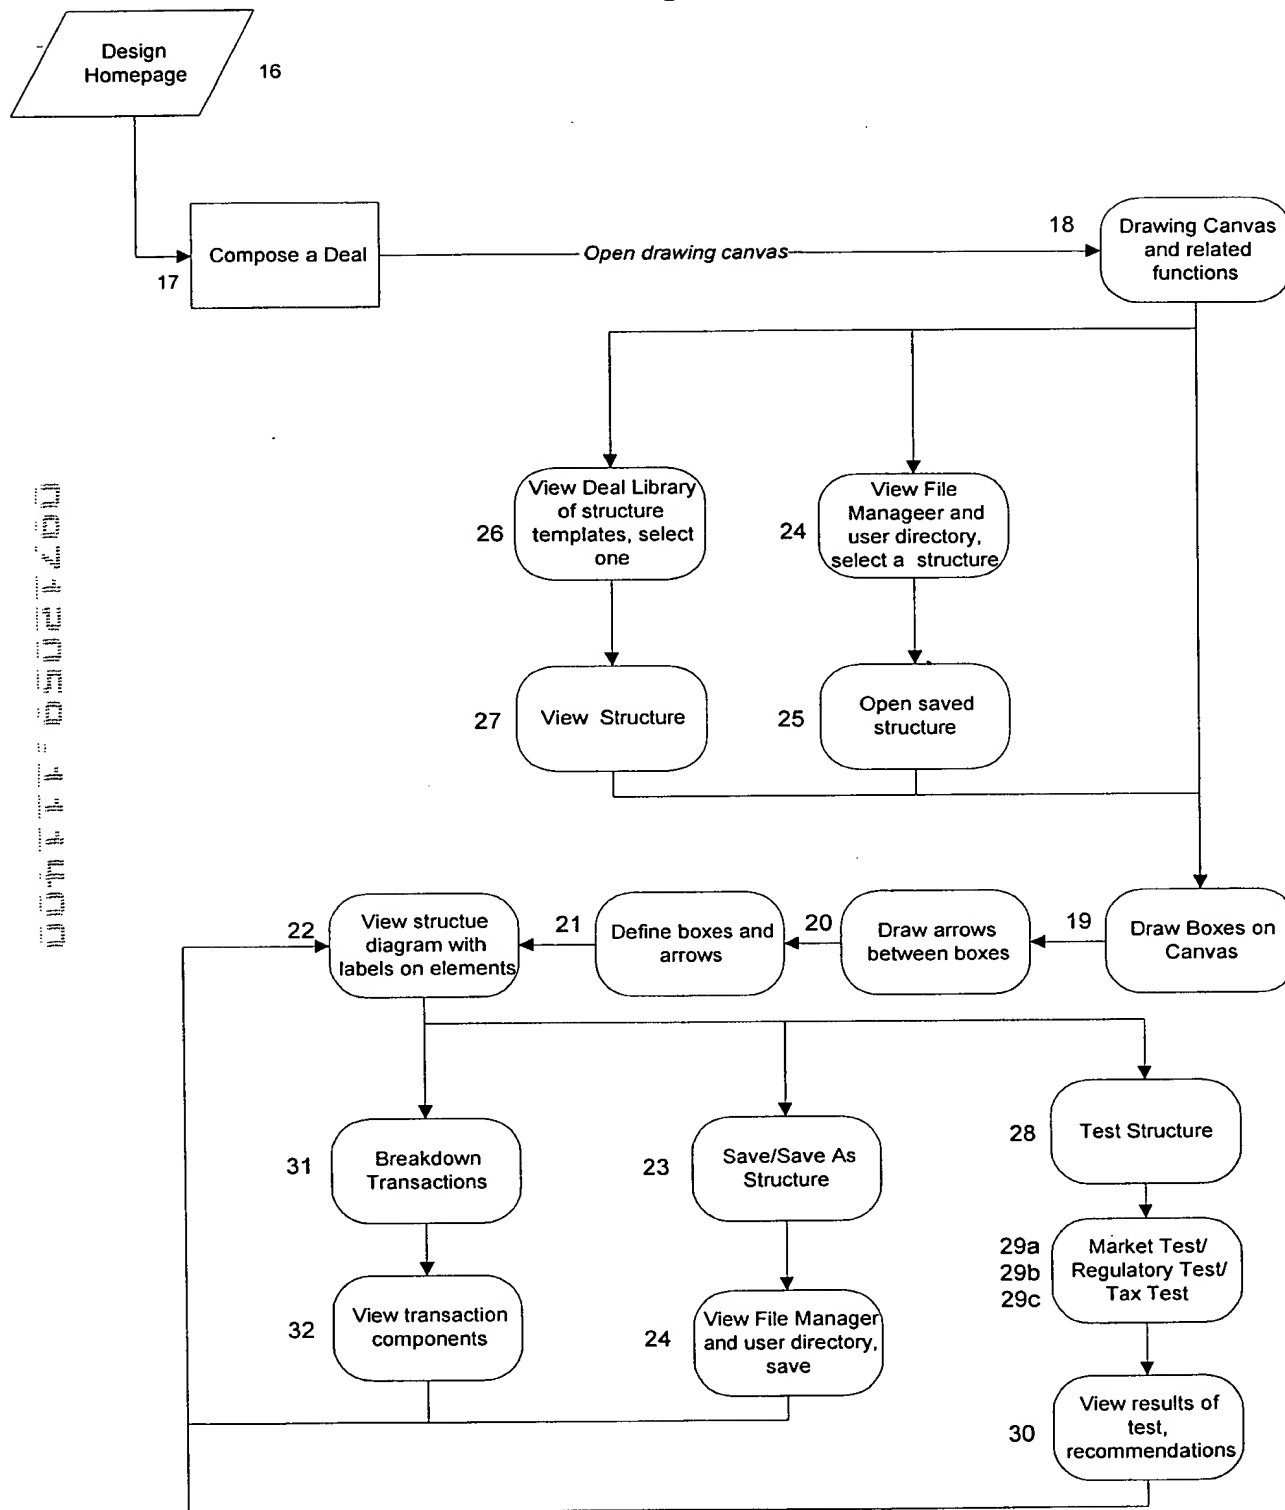 Design
Homepage
16
Compose a Deal
17
Open drawing canvas
18
Drawing Canvas
and related
functions
26
View Deal Library
of structure
templates, select
one
24
View File
Manageer and
user directory,
select a structure
27
View Structure
25
Open saved
structure
22
View structue
diagram with
labels on elements
21
Define boxes and
arrows
20
Draw arrows
between boxes
19
Draw Boxes on
Canvas
31
Breakdown
Transactions
23
Save/Save As
Structure
28
Test Structure
29a
29b
29c
Market Test/
Regulatory Test/
Tax Test
32
View transaction
components
24
View File Manager
and user directory,
save
30
View results of
test,
recommendations